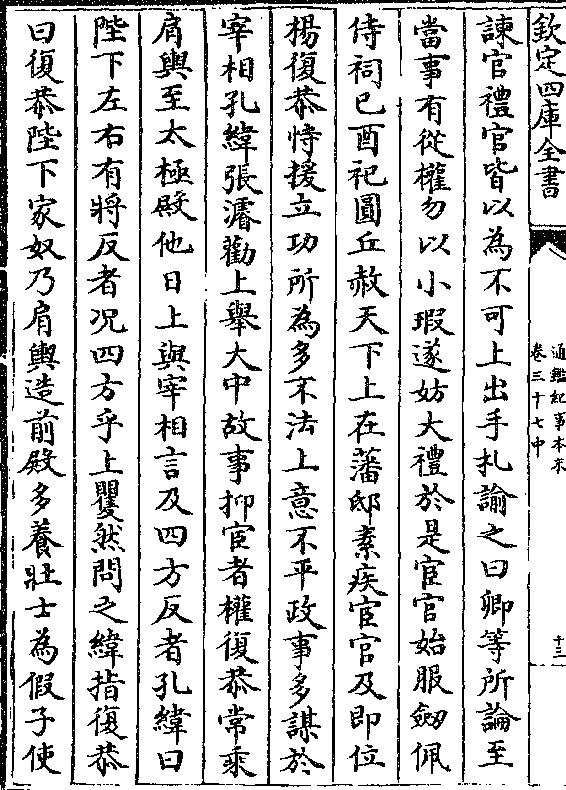 欽定四庫全書
通鑑紀事本末
卷三十七中
十三
諫官禮官皆以為不可上出手札諭之曰卿等所論至
當事有從權勿以小瑕遂妨大禮於是宦官始服劒佩
侍祠已酉祀圓丘赦天下上在藩邸素疾宦官及即位
楊復恭恃援立功所為多不法上意不平政事多謀於
宰相孔緯張濬勸上舉大中故事抑宦者權復恭常乘
肩輿至太極殿他日上與宰相言及四方反者孔緯曰
陛下左右有將反者况四方乎上矍然問之緯指復恭
曰復恭陛下家奴乃肩輿造前殿多養壯士為假子使